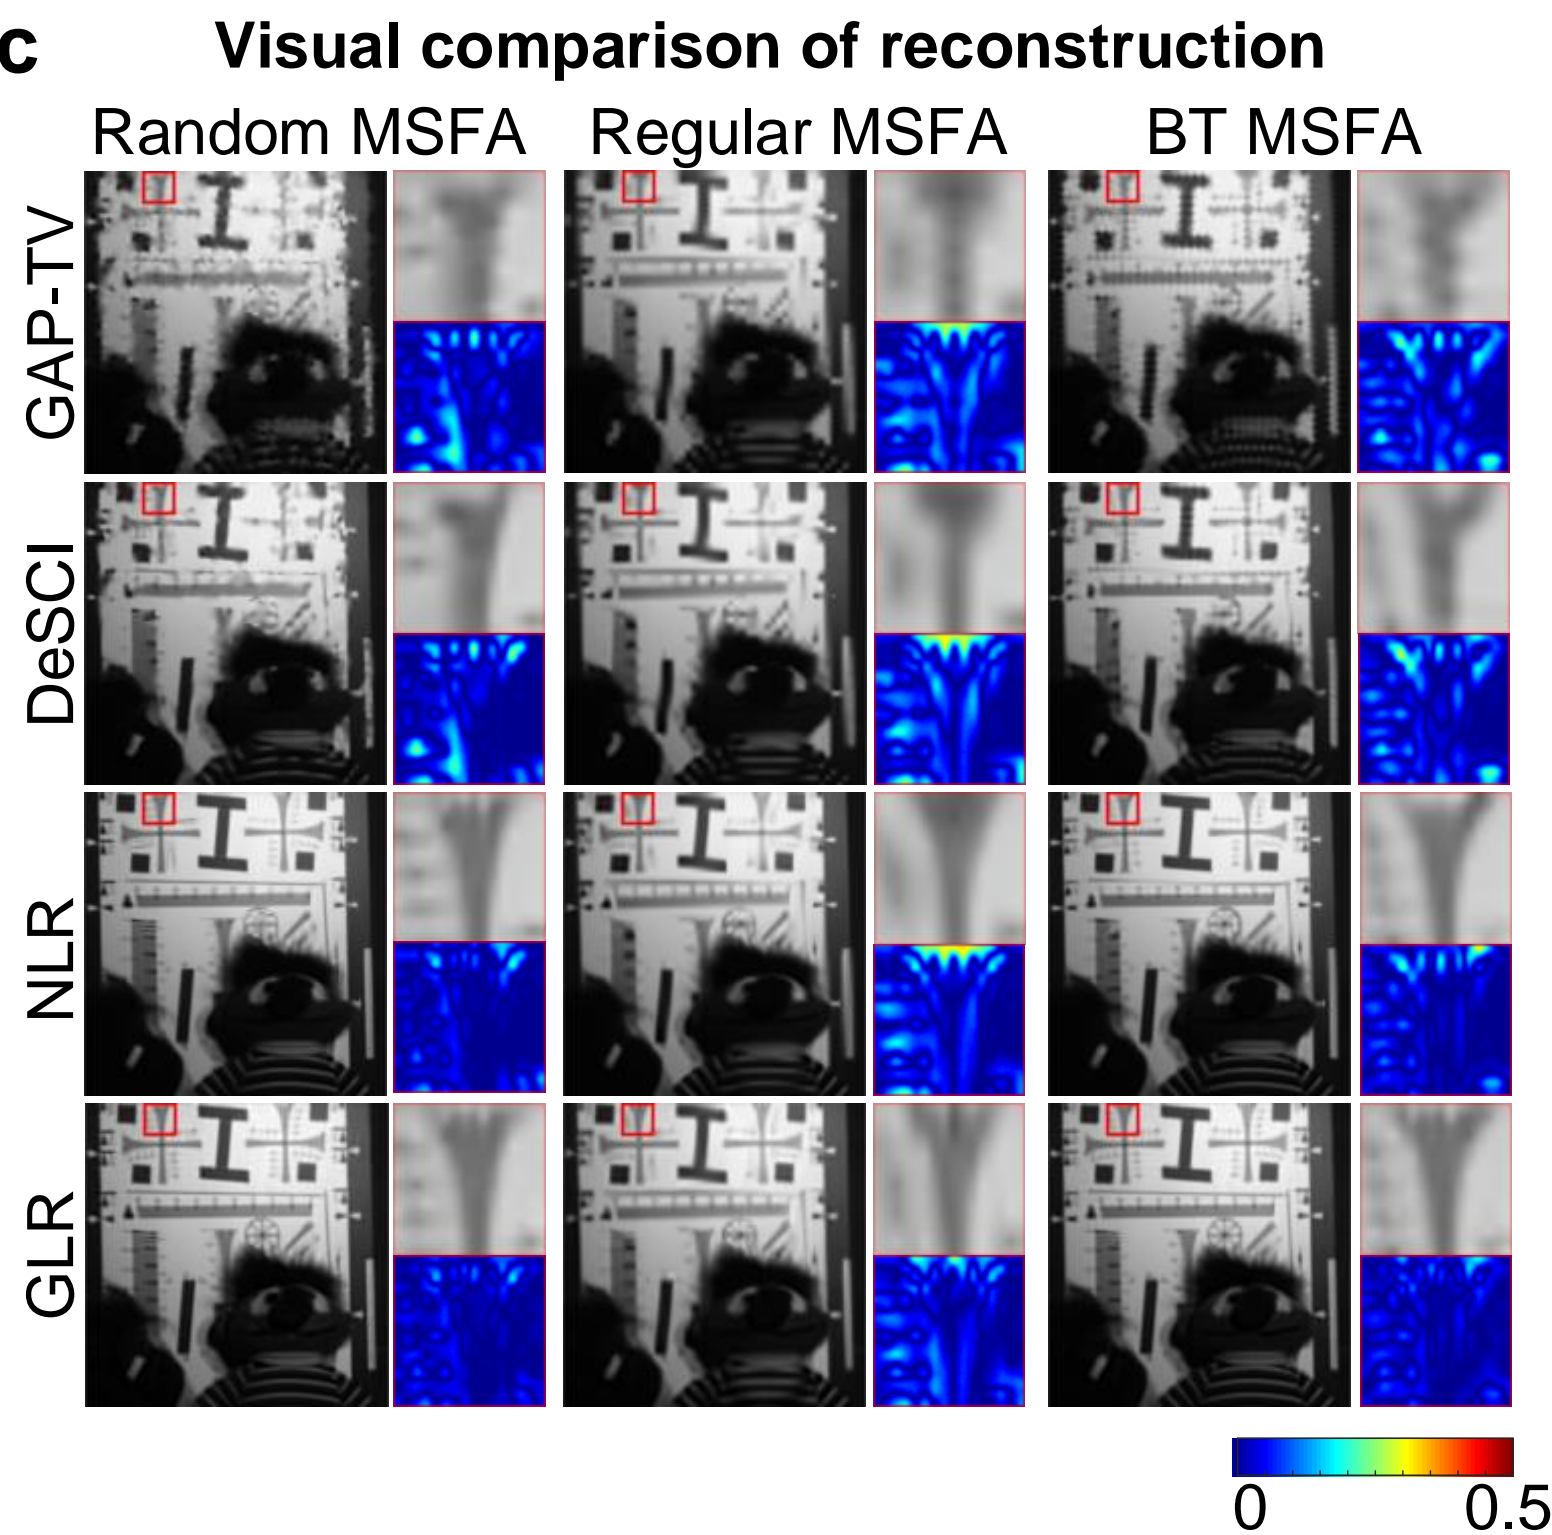 c
Visual comparison of reconstruction
Random MSFA
Regular MSFA
BT MSFA
GAP-TV
DeSCI
NLR
GLR
0
0.5